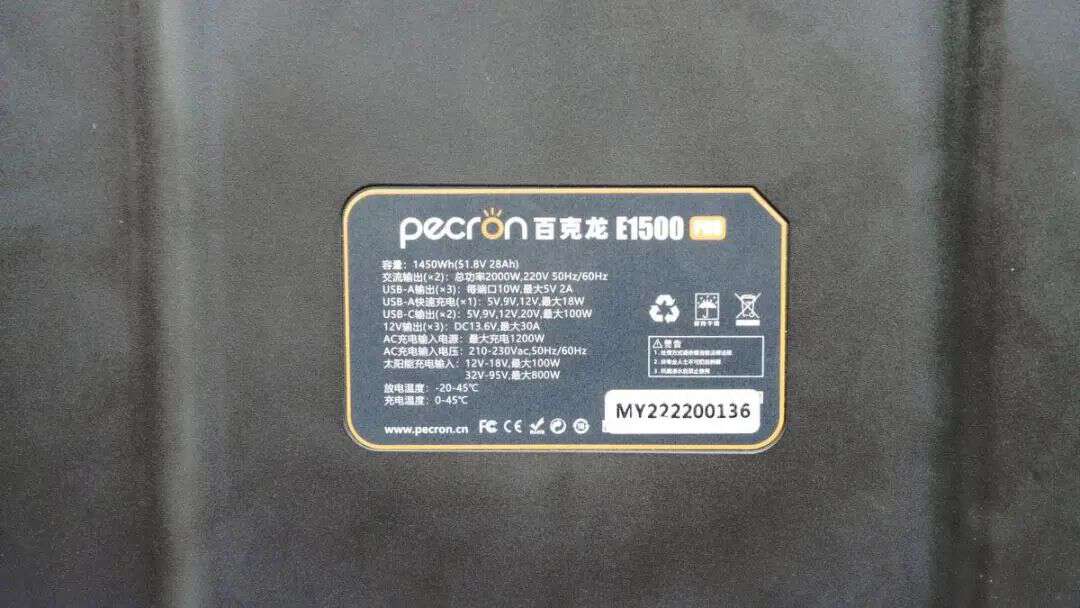 pecron 百克龙 E1500 PRO
容量：1450Wh(51.8V 28Ah)
交流输出(×2)：总功率2000W,220V 50Hz/60Hz
USB-A输出(×3)：每端口10W,最大5V 2A
USB-A快速充电(×1)：5V,9V,12V,最大18W
USB-C输出(×2)：5V,9V,12V,20V,最大100W
12V输出(×3)：DC13.6V,最大30A
AC充电输入电源：最大充电1200W
AC充电输入电压：210-230Vac,50Hz/60Hz
太阳能充电输入：12V-18V,最大100W
32V-95V,最大800W
放电温度：-20-45℃
充电温度：0-45℃
保持干燥
警告
www.pecron.cn FC CE
MY222200136